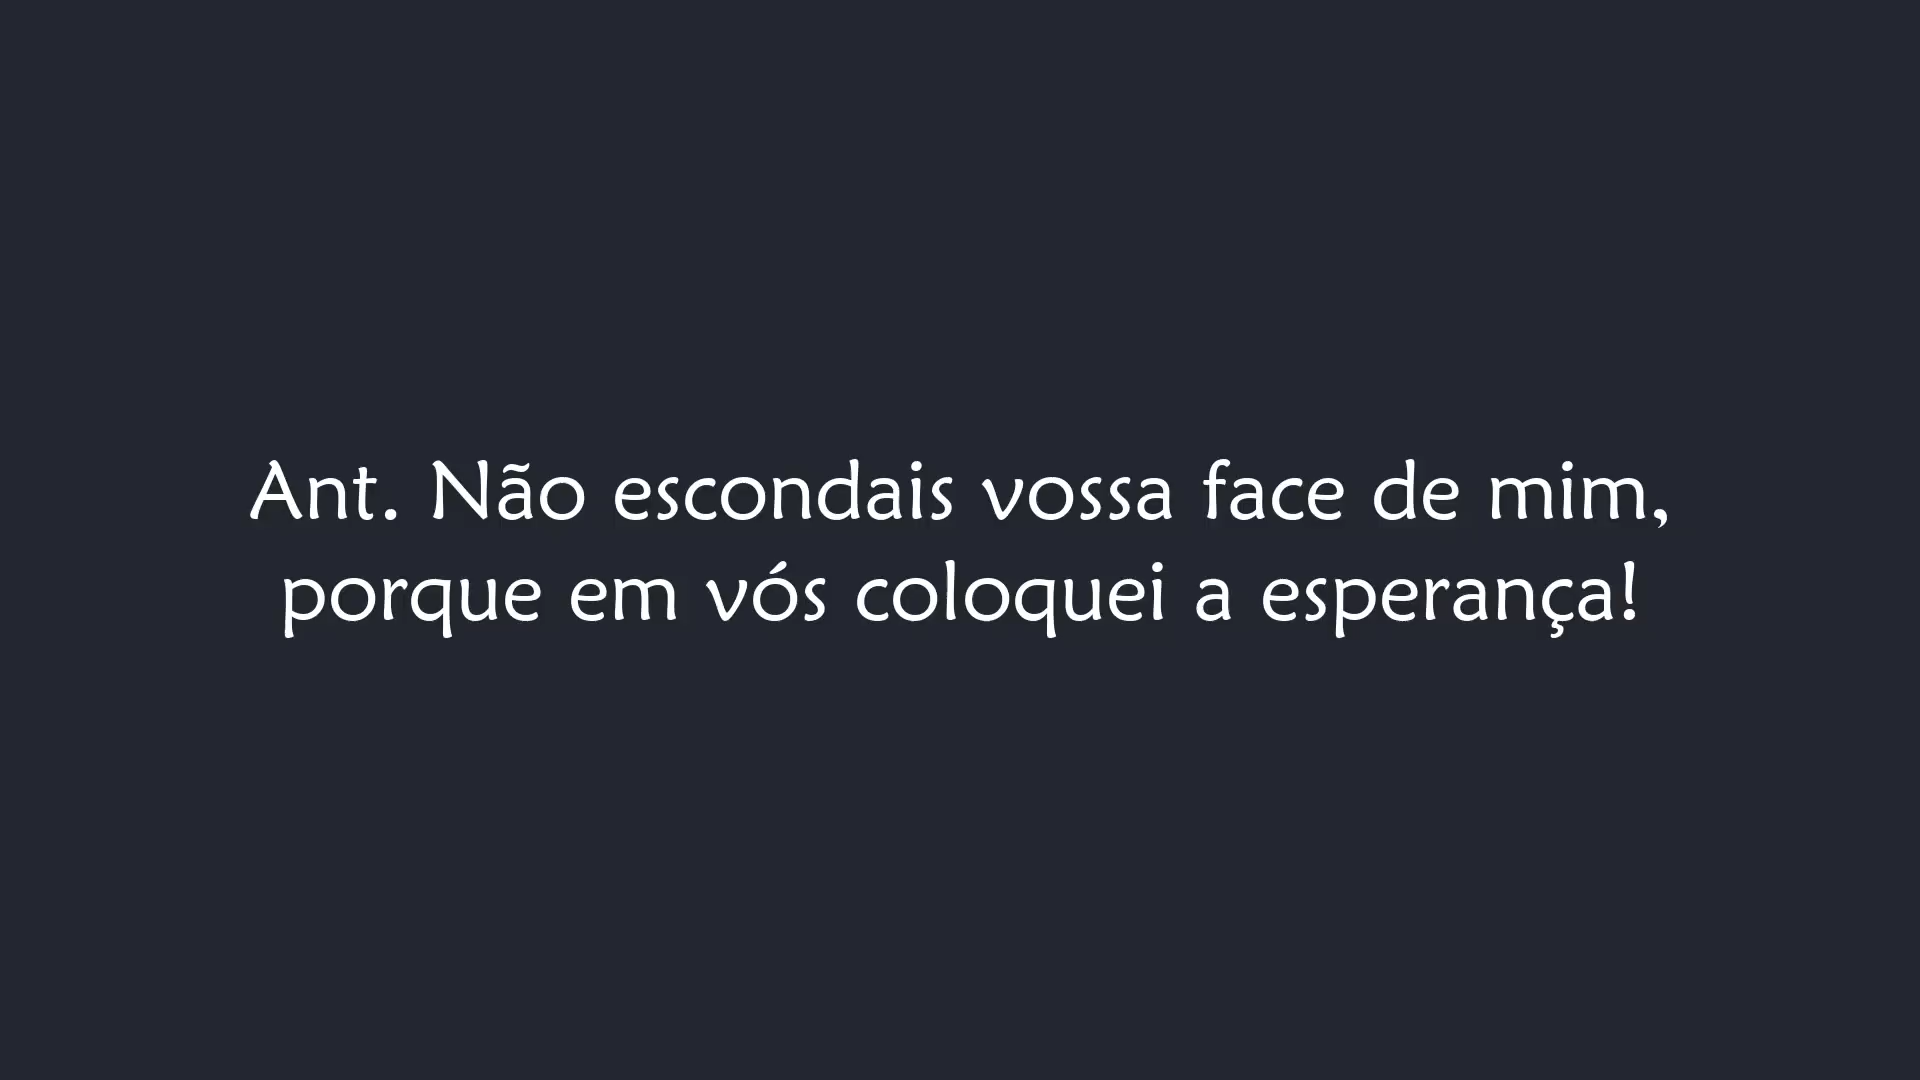 Ant. Não escondais vossa face de mim,
porque em vós coloquei a esperança!